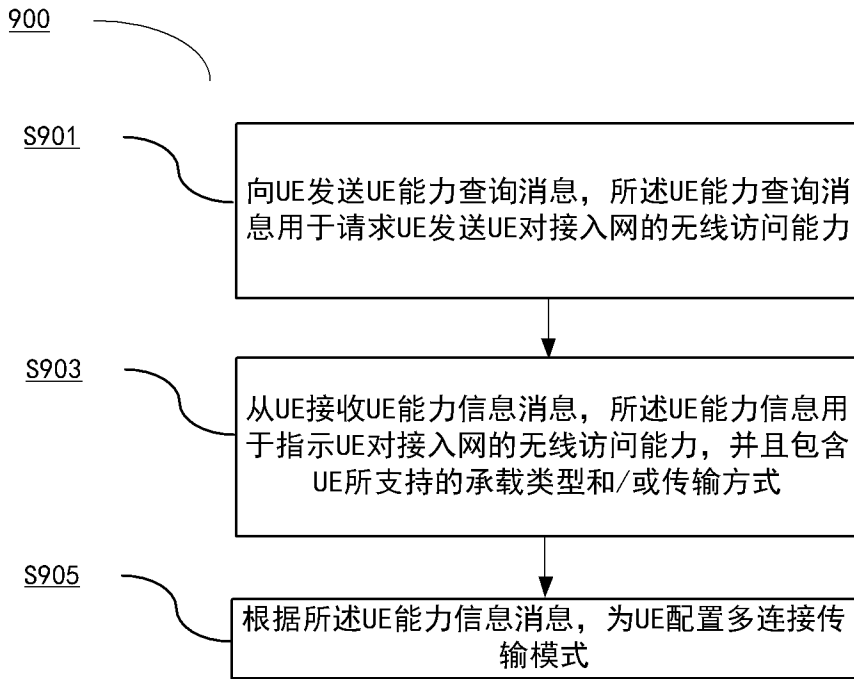 900
S901
向UE发送UE能力查询消息，所述UE能力查询消
息用于请求UE发送UE对接入网的无线访问能力
S903
从UE接收UE能力信息消息，所述UE能力信息用
于指示UE对接入网的无线访问能力，并且包含
UE所支持的承载类型和/或传输方式
S905
根据所述UE能力信息消息，为UE配置多连接传
输模式